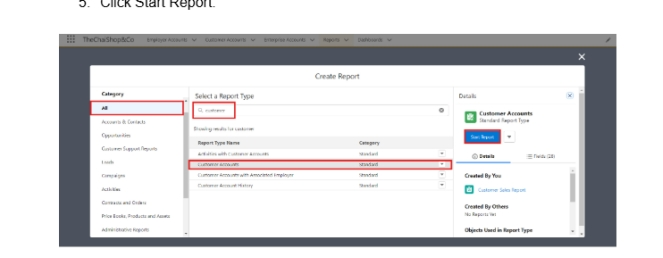 5. Click Start Report.
TheChaiShop&Co Employer Accounts Customer Accounts Enterprise Accounts Reports Dashboards
Create Report
Category
All
Accounts & Contacts
Opportunities
Customer Support Reports
Leads
Campaigns
Activities
Contracts and Orders
Price Books, Products and Assets
Administrative Reports
Select a Report Type
customer
Showing results for customer
Report Type Name Category
Activities with Customer Accounts Standard
Customer Accounts Standard
Customer Accounts with Associated Employer Standard
Customer Account History Standard
Details
Customer Accounts
Standard Report Type
Start Report
Details Fields (28)
Created By You
Customer Sales Report
Created By Others
No Reports Yet
Objects Used in Report Type